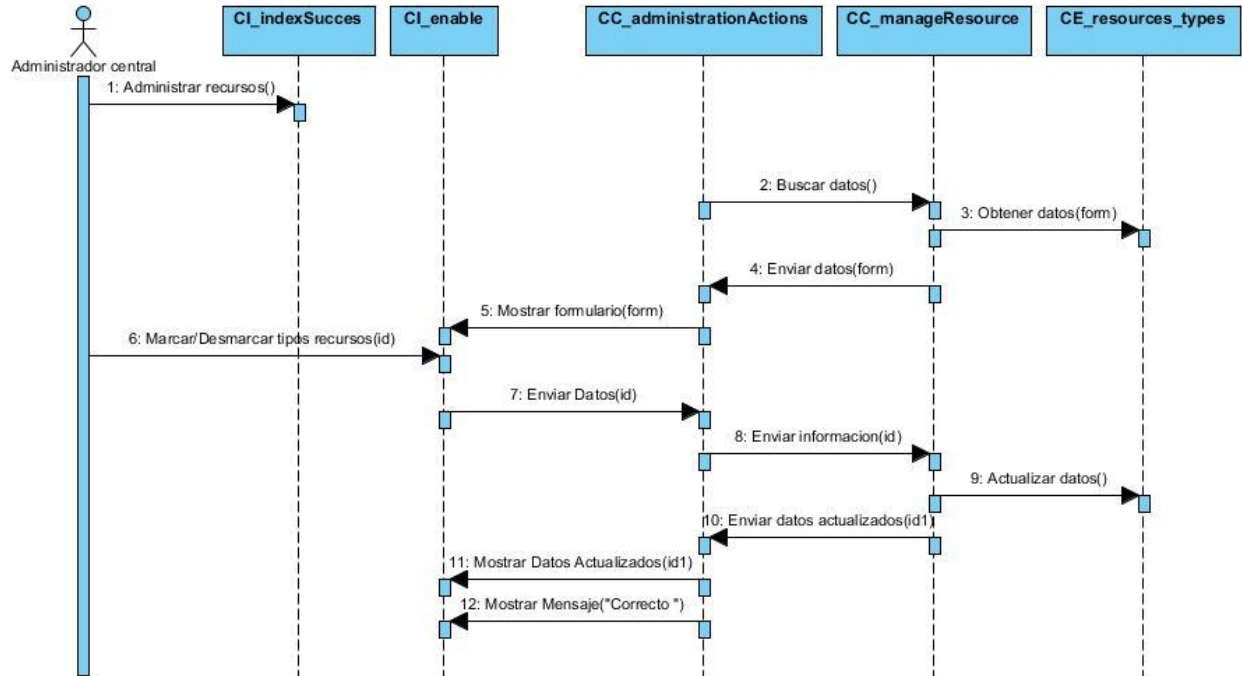 CI_indexSucces
CI_enable
CC_administrationActions
CC_manageResource
CE_resources_types
Administrador central
1: Administrar recursos()
2: Buscar datos()
3: Obtener datos(form)
4: Enviar datos(form)
5: Mostrar formulario(form)
6: Marcar/Desmarcar tipos recursos(id)
7: Enviar Datos(id)
8: Enviar informacion(id)
9: Actualizar datos()
10: Enviar datos actualizados(id1)
11: Mostrar Datos Actualizados(id1)
12: Mostrar Mensaje("Correcto ")